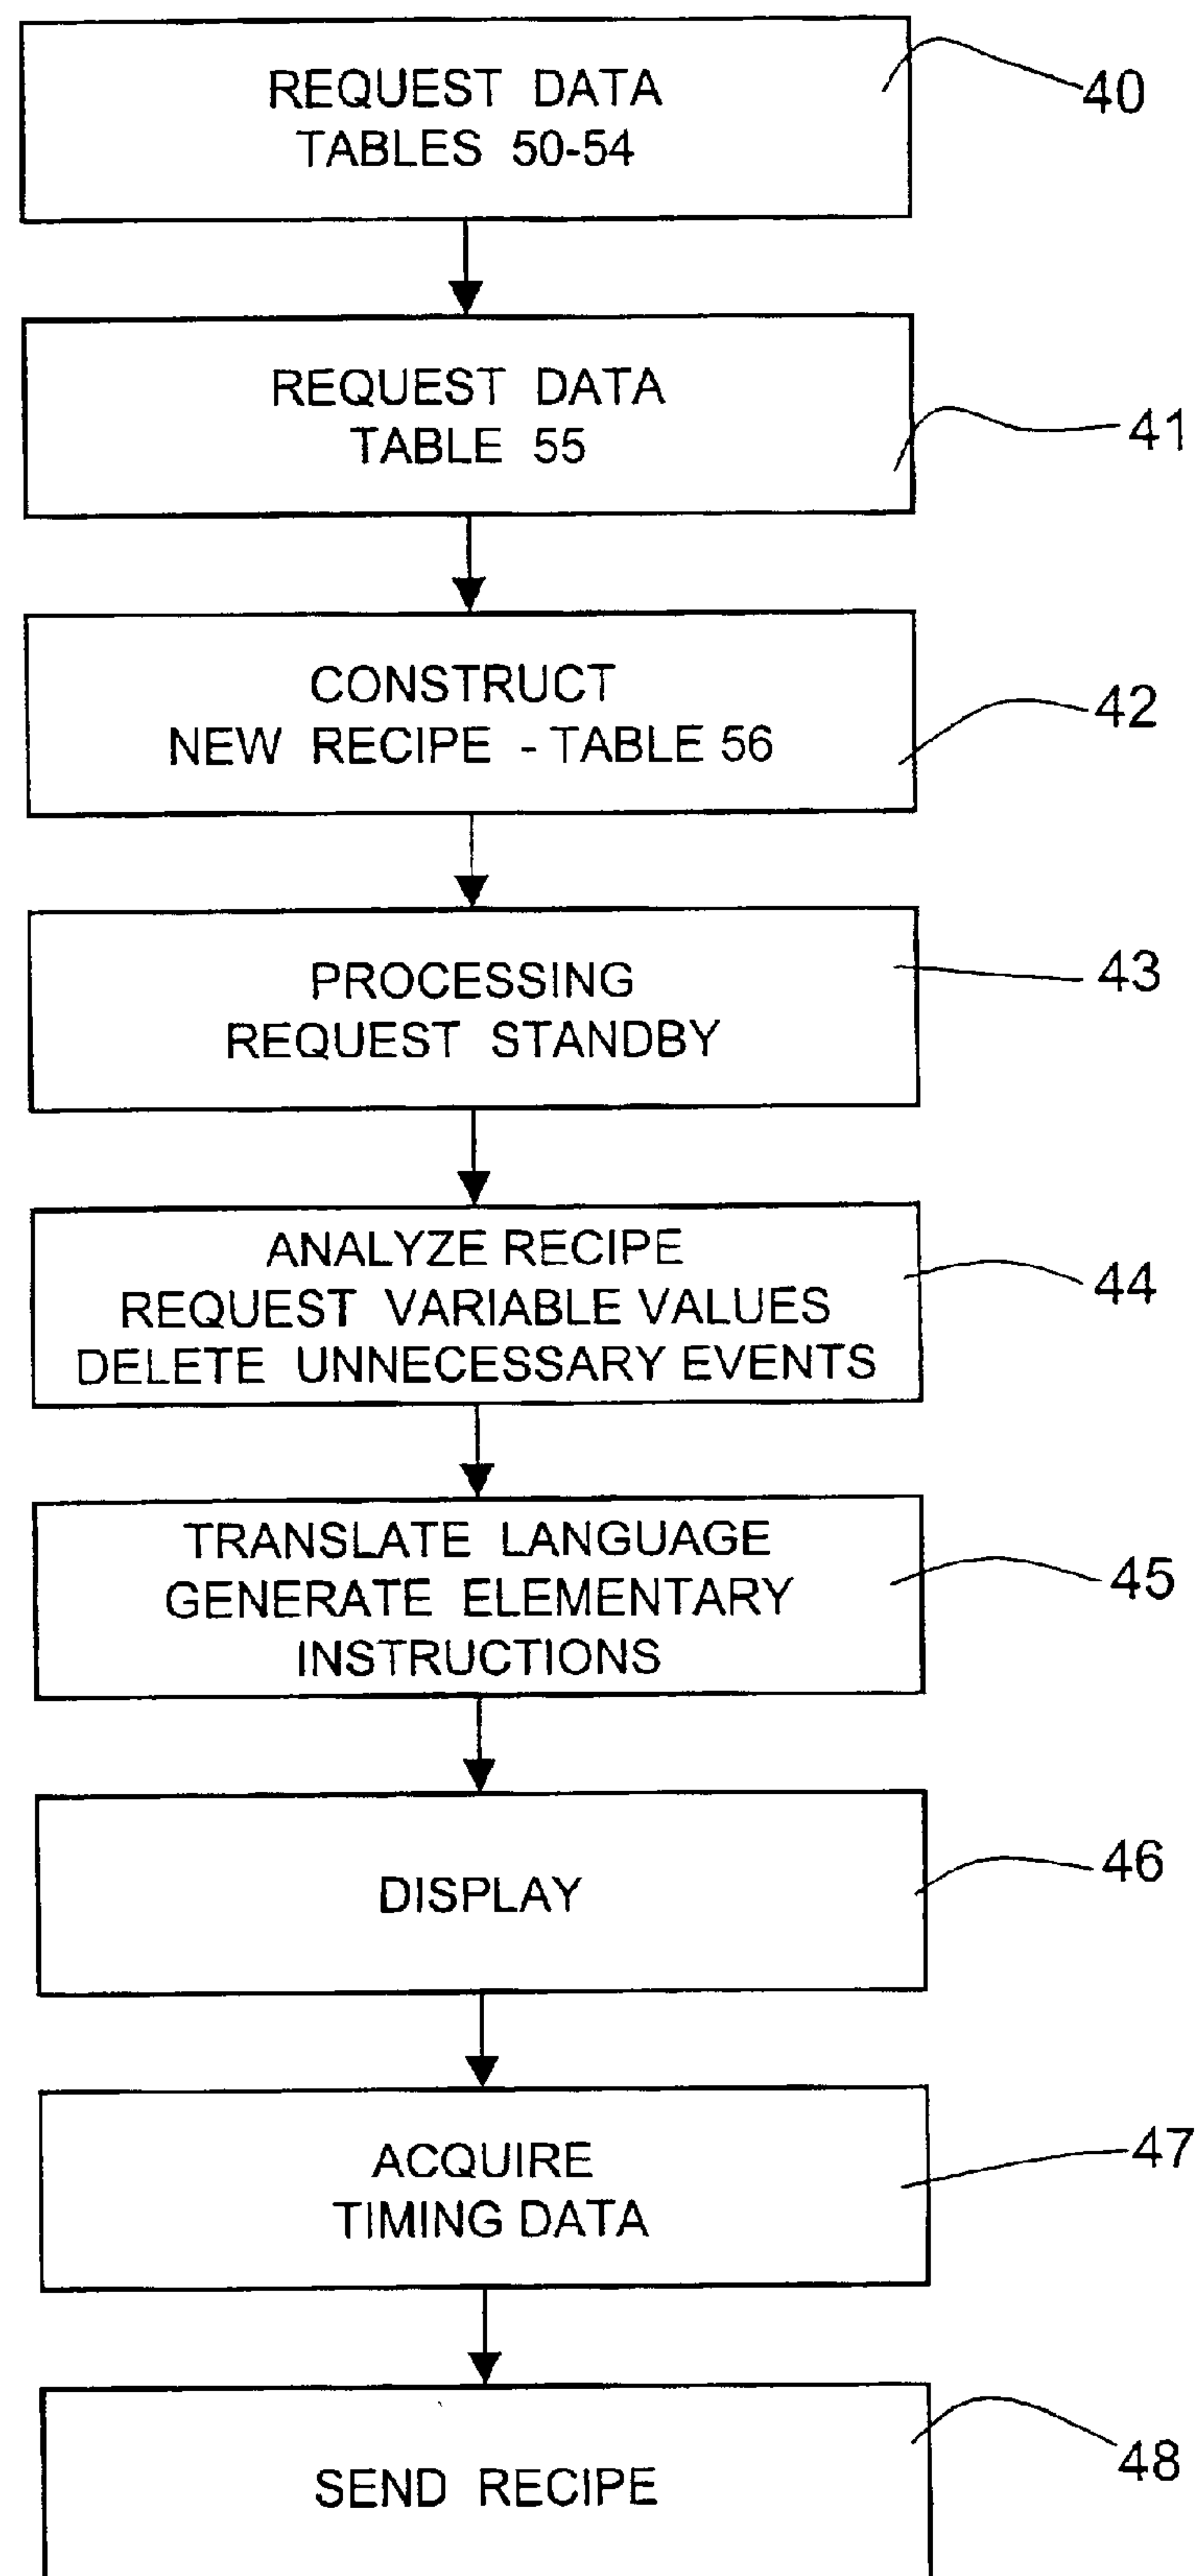 REQUEST DATA
TABLES 50-54
40
REQUEST DATA
TABLE 55
41
CONSTRUCT
NEW RECIPE - TABLE 56
42
PROCESSING
REQUEST STANDBY
43
ANALYZE RECIPE
REQUEST VARIABLE VALUES
DELETE UNNECESSARY EVENTS
44
TRANSLATE LANGUAGE
GENERATE ELEMENTARY
INSTRUCTIONS
45
DISPLAY
46
ACQUIRE
TIMING DATA
47
SEND RECIPE
48